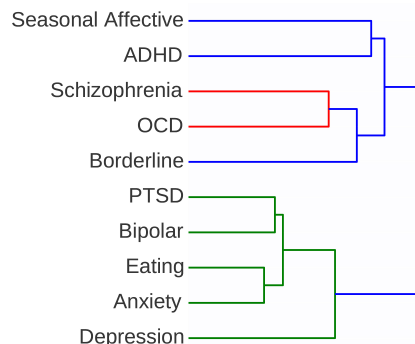 Seasonal Affective
ADHD
Schizophrenia
OCD
Borderline
PTSD
Bipolar
Eating
Anxiety
Depression